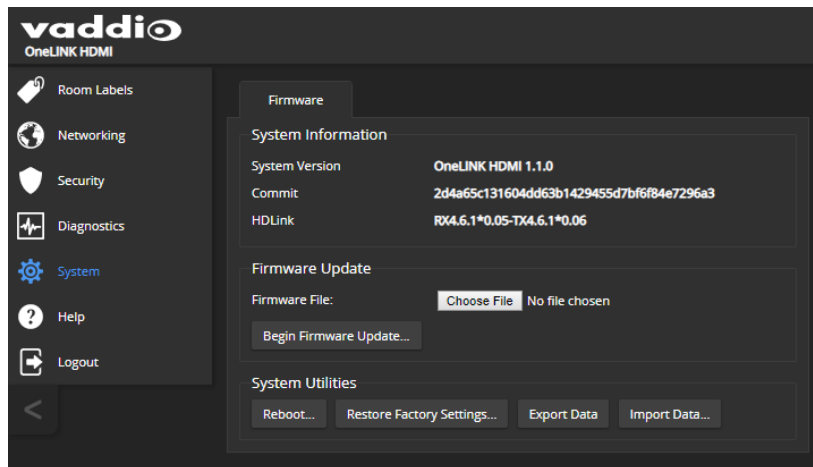 vaddio
OneLINK HDMI
Room Labels
Networking
Security
Diagnostics
System
Help
Logout
<
Firmware
System Information
System Version OneLINK HDMI 1.1.0
Commit 2d4a65c131604dd63b1429455d7bf6f84e7296a3
HDLink RX4.6.1*0.05-TX4.6.1*0.06
Firmware Update
Firmware File: Choose File No file chosen
Begin Firmware Update...
System Utilities
Reboot... Restore Factory Settings... Export Data Import Data...